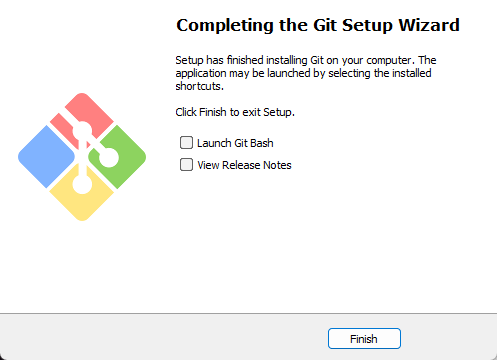 Completing the Git Setup Wizard
Setup has finished installing Git on your computer. The
application may be launched by selecting the installed
shortcuts.
Click Finish to exit Setup.
Launch Git Bash
View Release Notes
Finish